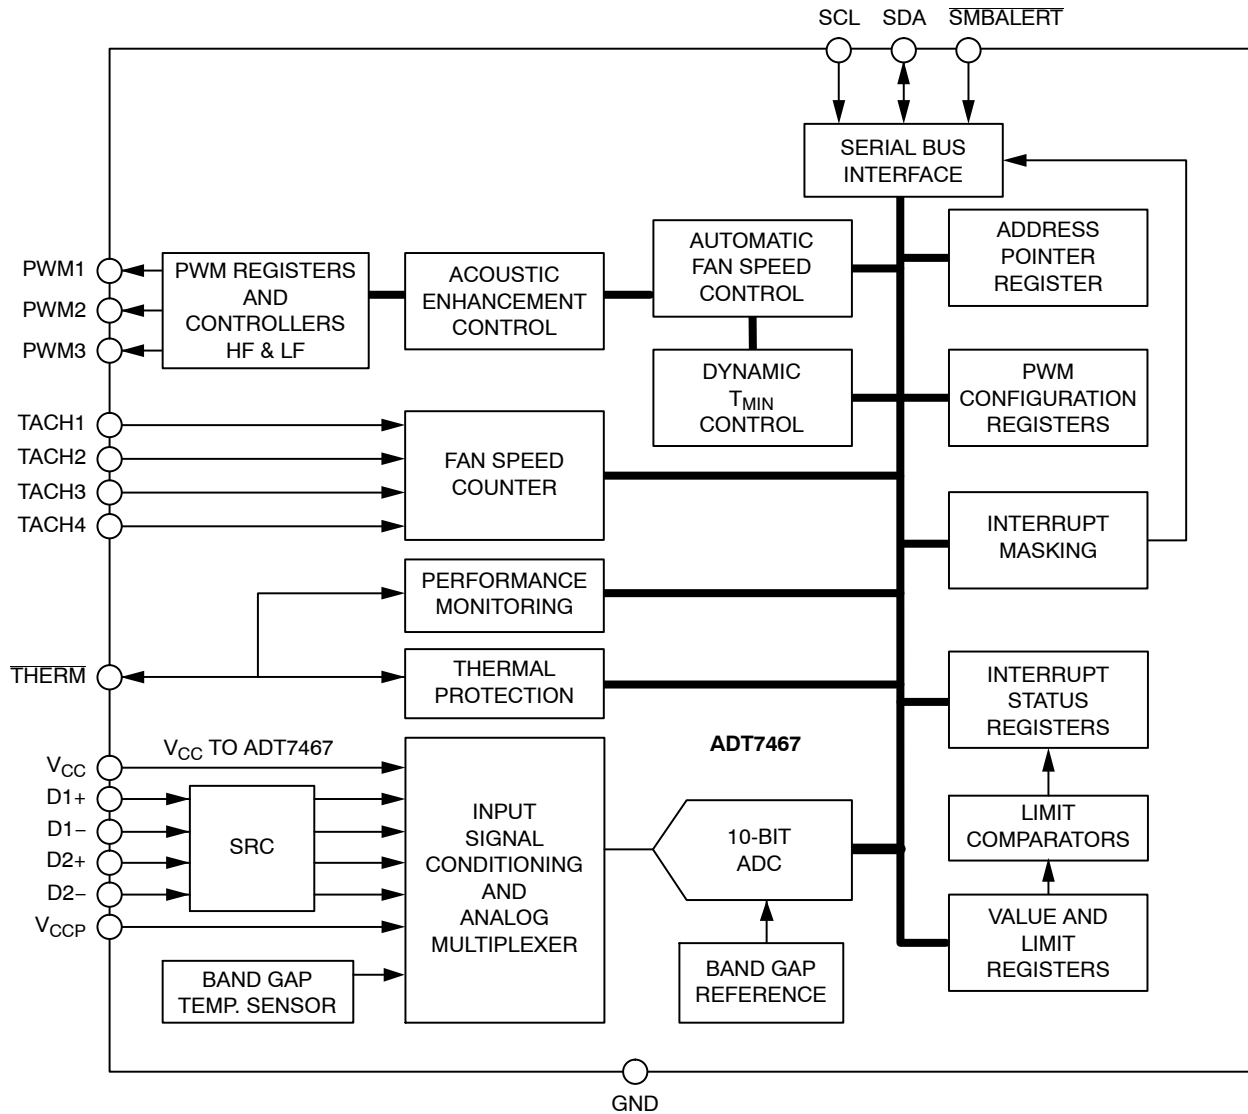 SCL SDA SMBALERT
SERIAL BUS
INTERFACE
ADDRESS
POINTER
REGISTER
AUTOMATIC
FAN SPEED
CONTROL
ACOUSTIC
ENHANCEMENT
CONTROL
PWM REGISTERS
AND
CONTROLLERS
HF & LF
PWM1
PWM2
PWM3
DYNAMIC
TMIN
CONTROL
PWM
CONFIGURATION
REGISTERS
TACH1
TACH2
TACH3
TACH4
FAN SPEED
COUNTER
INTERRUPT
MASKING
PERFORMANCE
MONITORING
THERM
THERMAL
PROTECTION
INTERRUPT
STATUS
REGISTERS
ADT7467
VCC
VCC TO ADT7467
D1+
D1−
D2+
D2−
VCCP
SRC
INPUT
SIGNAL
CONDITIONING
AND
ANALOG
MULTIPLEXER
10-BIT
ADC
LIMIT
COMPARATORS
VALUE AND
LIMIT
REGISTERS
BAND GAP
TEMP. SENSOR
BAND GAP
REFERENCE
GND